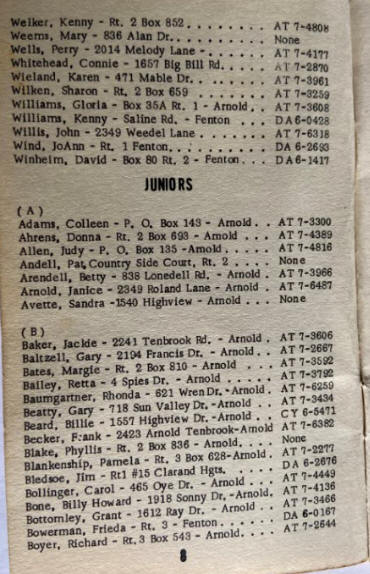 Welker, Kenny - Rt. 2 Box 852 . . . . . . . . AT 7-4808
Weems, Mary - 836 Alan Dr. . . . . . . . . . None
Wells, Perry - 2014 Melody Lane - . . . . . . AT 7-4177
Whitehead, Connie - 1657 Big Bill Rd. . . . . AT 7-2870
Wieland, Karen - 471 Mable Dr. . . . . . . . AT 7-3961
Wilken, Sharon - Rt. 2 Box 659 . . . . . . . AT 7-3259
Williams, Gloria - Box 35A Rt. 1 - Arnold . . AT 7-3608
Williams, Kenny - Saline Rd. - Fenton . . . . DA 6-0428
Willis, John - 2349 Weedel Lane . . . . . . . AT 7-6318
Wind, JoAnn - Rt. 1 Fenton. . . . . . . . . . DA 6-2693
Winheim, David - Box 80 Rt. 2 - Fenton . . . DA 6-1417
JUNIORS
( A )
Adams, Colleen - P. O. Box 143 - Arnold . . AT 7-3300
Ahrens, Donna - Rt. 2 Box 693 - Arnold . . . AT 7-4389
Allen, Judy - P. O. Box 135 -Arnold. . . . . AT 7-4816
Andell, Pat, Country Side Court, Rt. 2 . . . . None
Arendell, Betty - 838 Lonedell Rd. - Arnold . AT 7-3966
Arnold, Janice - 2349 Roland Lane - Arnold . AT 7-6487
Avette, Sandra -1540 Highview - Arnold . . . None
( B )
Baker, Jackie - 2241 Tenbrook Rd. - Arnold . AT 7-3606
Baltzell, Gary - 2194 Francis Dr. - Arnold . . AT 7-2667
Bates, Margie - Rt. 2 Box 810 - Arnold . . . AT 7-3592
Bailey, Retta - 4 Spies Dr. - Arnold . . . . . AT 7-3792
Baumgartner, Rhonda - 621 Wren Dr. -Arnold. AT 7-6259
Beatty, Gary - 718 Sun Valley Dr. -Arnold . . AT 7-3434
Beard, Billie - 1557 Highview Dr. -Arnold . . CY 6-5471
Becker, Frank - 2423 Arnold Tenbrook-Arnold AT 7-6382
Blake, Phyllis - Rt. 2 Box 836 - Arnold. . . . None
Blankenship, Pamela - Rt. 3 Box 628-Arnold. AT 7-2277
Bledsoe, Jim - Rt1 #15 Clarand Hgts. DA 6-2676
Bollinger, Carol - 465 Oye Dr. - Arnold . . . AT 7-4449
Bone, Billy Howard - 1918 Sonny Dr. -Arnold. AT 7-4136
Bottomley, Grant - 1612 Ray Dr. - Arnold . . AT 7-3466
Bowerman, Frieda - Rt. 3 - Fenton. . . . . . DA 6-0167
Boyer, Richard - Rt. 3 Box 543 - Arnold. . . . AT 7-2644
8